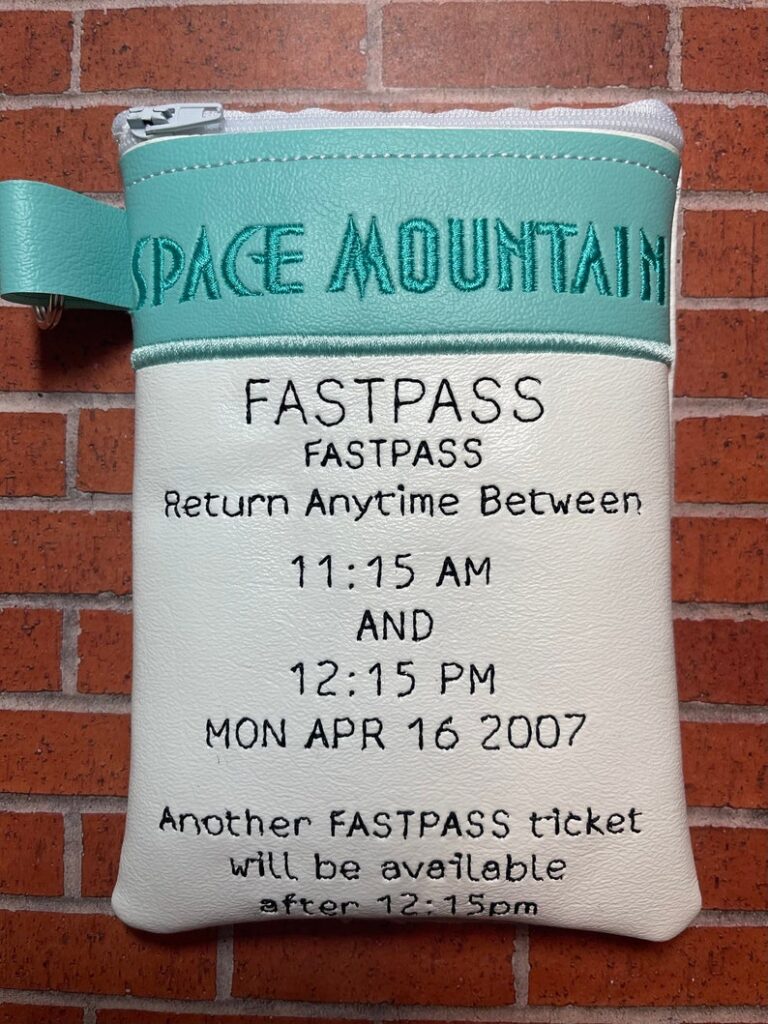 SPACE MOUNTAIN
FASTPASS
FASTPASS
Return Anytime Between
11:15 AM
AND
12:15 PM
MON APR 16 2007
Another FASTPASS ticket
will be available
after 12:15pm